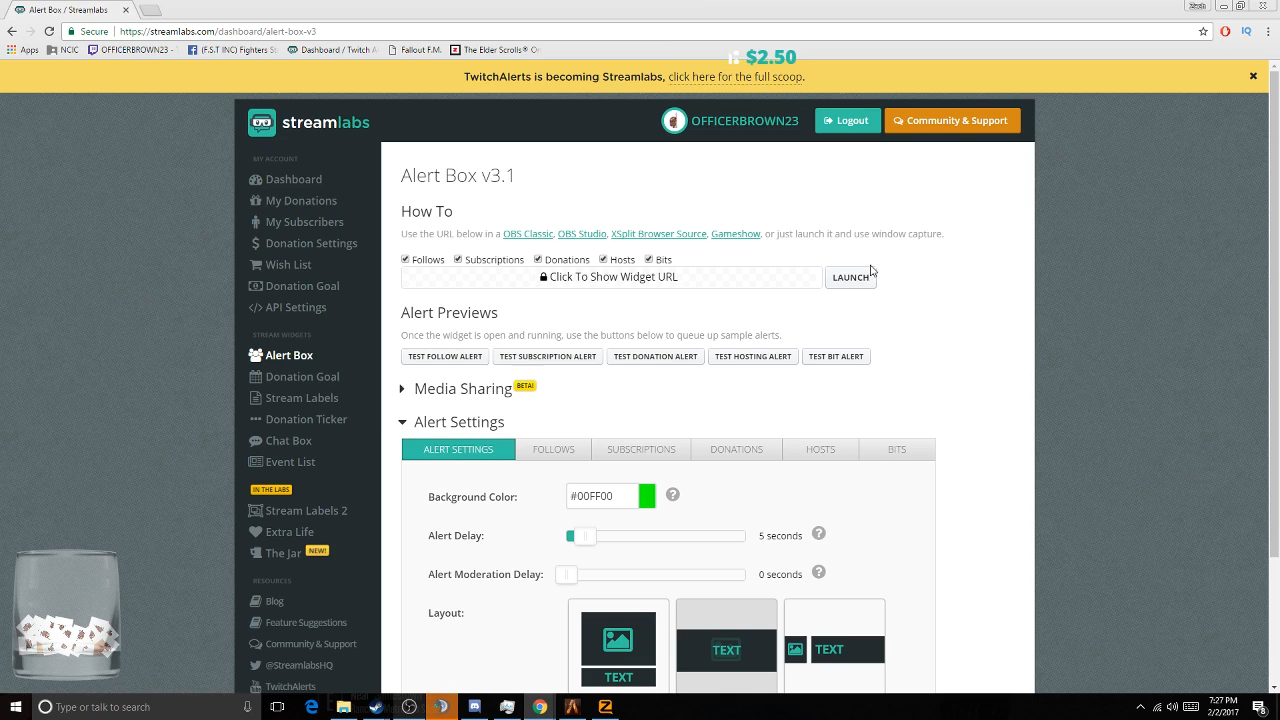 Alert Box | Streamlabs
Secure | https://streamlabs.com/dashboard/alert-box-v3
Apps
NCIC
OFFICERBROWN23 - O
(F.S.T INC) Figure St
Dashboard / Twitch A
Fallout F.M.
The Elder Scrolls® On
$2.50
TwitchAlerts is becoming Streamlabs, click here for the full scoop.
streamlabs
OFFICERBROWN23
Logout
Community & Support
MY ACCOUNT
Dashboard
My Donations
My Subscribers
Donation Settings
Wish List
Donation Goal
API Settings
STREAM WIDGETS
Alert Box
Donation Goal
Stream Labels
Donation Ticker
Chat Box
Event List
IN THE LABS
Stream Labels 2
Extra Life
The Jar NEW!
RESOURCES
Blog
Feature Suggestions
Community & Support
@StreamlabsHQ
TwitchAlerts
Alert Box v3.1
How To
Use the URL below in a OBS Classic, OBS Studio, XSplit Browser Source, Gameshow, or just launch it and use window capture.
Follows Subscriptions Donations Hosts Bits
Click To Show Widget URL
LAUNCH
Alert Previews
Once the widget is open and running, use the buttons below to queue up sample alerts.
TEST FOLLOW ALERT TEST SUBSCRIPTION ALERT TEST DONATION ALERT TEST HOSTING ALERT TEST BIT ALERT
Media Sharing BETA!
Alert Settings
ALERT SETTINGS FOLLOWS SUBSCRIPTIONS DONATIONS HOSTS BITS
Background Color: #00FF00 ?
Alert Delay: 5 seconds ?
Alert Moderation Delay: 0 seconds ?
Layout:
TEXT
TEXT
TEXT
Type or talk to search
7:27 PM
2/2/2017